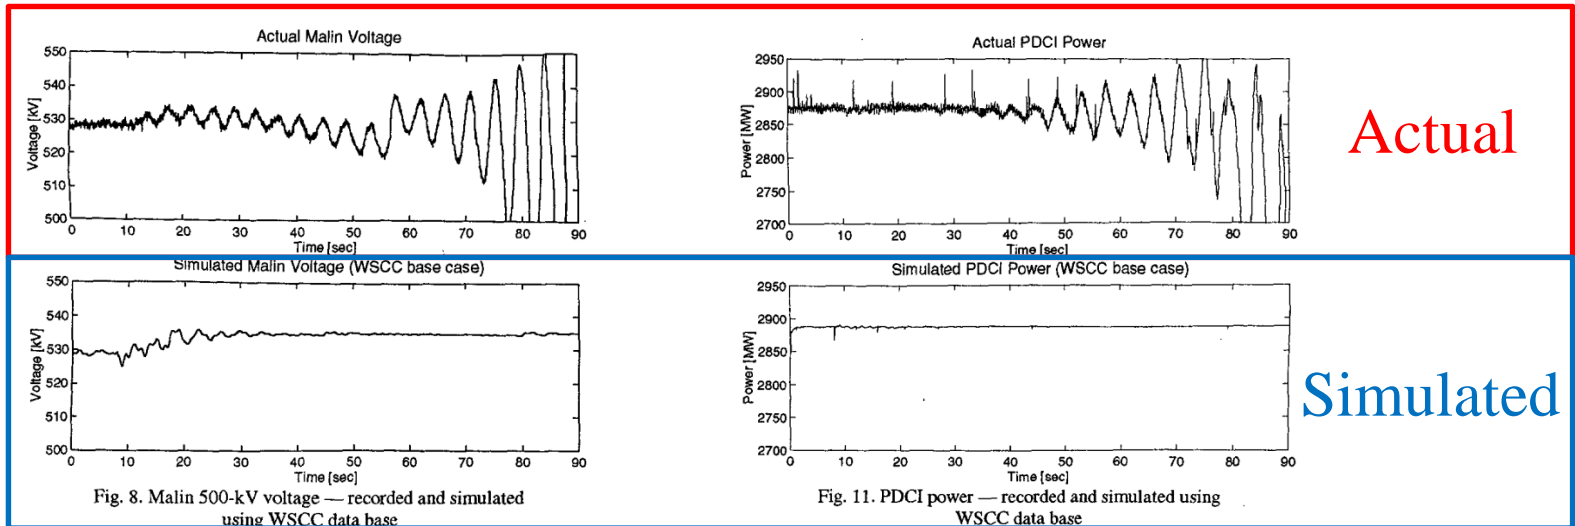 Actual Malin Voltage
550
540
530
520
510
500
Voltage [kV]
0 10 20 30 40 50 60 70 80 90
Time [sec]
Actual PDCI Power
2950
2900
2850
2800
2750
2700
Power [MW]
0 10 20 30 40 50 60 70 80 90
Time [sec]
Actual
Simulated Malin Voltage (WSCC base case)
550
540
530
520
510
500
Voltage [kV]
0 10 20 30 40 50 60 70 80 90
Time [sec]
Fig. 8. Malin 500-kV voltage — recorded and simulated
using WSCC data base
Simulated PDCI Power (WSCC base case)
2950
2900
2850
2800
2750
2700
Power [MW]
0 10 20 30 40 50 60 70 80 90
Time [sec]
Fig. 11. PDCI power — recorded and simulated using
WSCC data base
Simulated